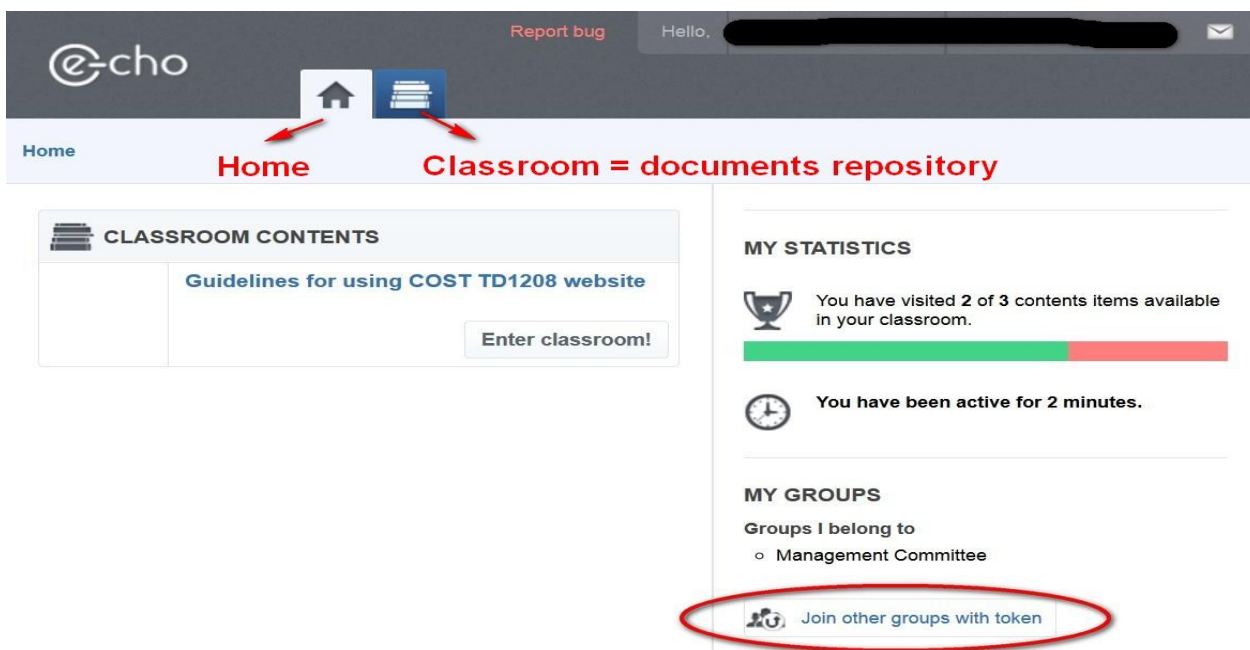 Report bug
Hello,
e-cho
Home
Home
Classroom = documents repository
CLASSROOM CONTENTS
Guidelines for using COST TD1208 website
Enter classroom!
MY STATISTICS
You have visited 2 of 3 contents items available
in your classroom.
You have been active for 2 minutes.
MY GROUPS
Groups I belong to
Management Committee
Join other groups with token